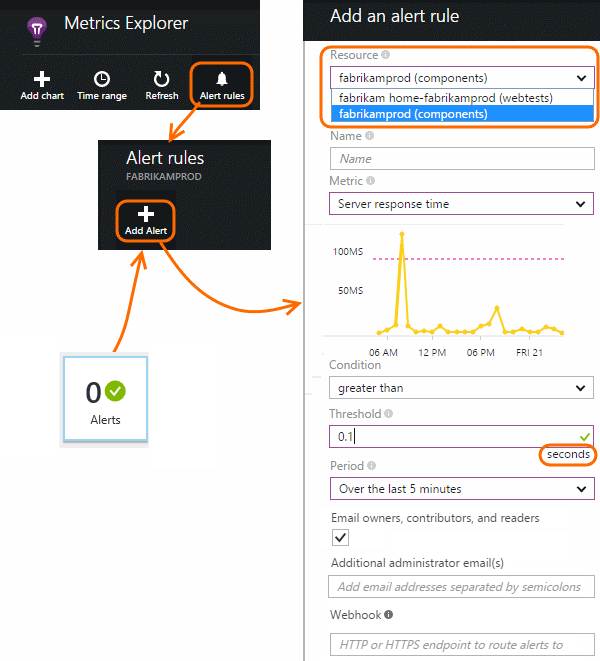 Metrics Explorer
Add chart
Time range
Refresh
Alert rules
Alert rules
FABRIKAMPROD
Add Alert
0
Alerts
Add an alert rule
Resource
fabrikamprod (components)
fabrikam home-fabrikamprod (webtests)
fabrikamprod (components)
Name
Name
Metric
Server response time
100MS
50MS
06 AM 12 PM 06 PM FRI 21
Condition
greater than
Threshold
0.1
seconds
Period
Over the last 5 minutes
Email owners, contributors, and readers
Additional administrator email(s)
Add email addresses separated by semicolons
Webhook
HTTP or HTTPS endpoint to route alerts to